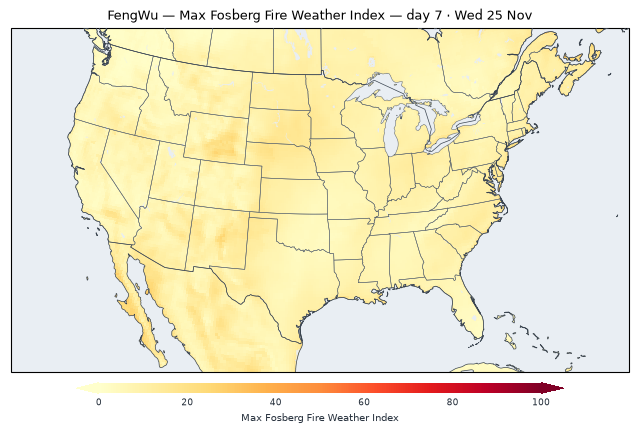 FengWu — Max Fosberg Fire Weather Index — day 7 · Wed 25 Nov
0 20 40 60 80 100
Max Fosberg Fire Weather Index